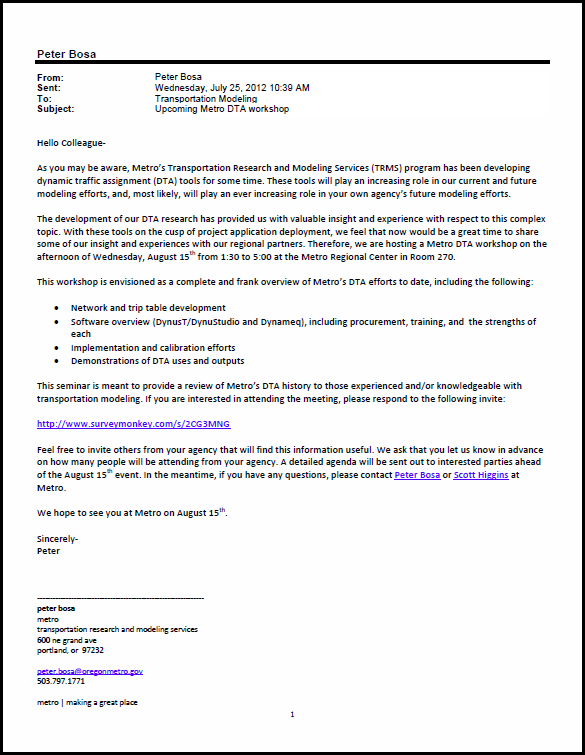 Peter Bosa
From: Peter Bosa
Sent: Wednesday, July 25, 2012 10:39 AM
To: Transportation Modeling
Subject: Upcoming Metro DTA workshop
Hello Colleague-
As you may be aware, Metro's Transportation Research and Modeling Services (TRMS) program has been developing
dynamic traffic assignment (DTA) tools for some time. These tools will play an increasing role in our current and future
modeling efforts, and, most likely, will play an ever increasing role in your own agency's future modeling efforts.
The development of our DTA research has provided us with valuable insight and experience with respect to this complex
topic. With these tools on the cusp of project application deployment, we feel that now would be a great time to share
some of our insight and experiences with our regional partners. Therefore, we are hosting a Metro DTA workshop on the
afternoon of Wednesday, August 15th from 1:30 to 5:00 at the Metro Regional Center in Room 270.
This workshop is envisioned as a complete and frank overview of Metro's DTA efforts to date, including the following:
• Network and trip table development
• Software overview (DynusT/DynuStudio and Dynameq), including procurement, training, and the strengths of
each
• Implementation and calibration efforts
• Demonstrations of DTA uses and outputs
This seminar is meant to provide a review of Metro's DTA history to those experienced and/or knowledgeable with
transportation modeling. If you are interested in attending the meeting, please respond to the following invite:
http://www.surveymonkey.com/s/2CG3MNG
Feel free to invite others from your agency that will find this information useful. We ask that you let us know in advance
on how many people will be attending from your agency. A detailed agenda will be sent out to interested parties ahead
of the August 15th event. In the meantime, if you have any questions, please contact Peter Bosa or Scott Higgins at
Metro.
We hope to see you at Metro on August 15th.
Sincerely-
Peter
------------------------------------------------------------
peter bosa
metro
transportation research and modeling services
600 ne grand ave
portland, or 97232
peter.bosa@oregonmetro.gov
503.797.1771
metro | making a great place
1